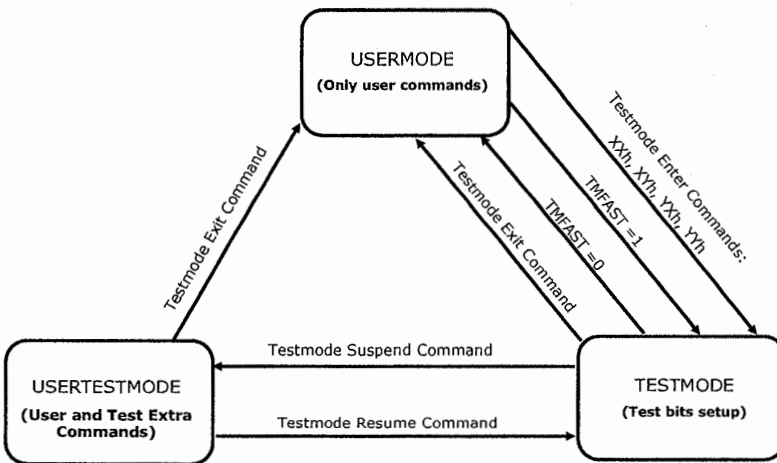 USERMODE
(Only user commands)
Testmode Enter Commands:
XXh, XYh, YXh, YYh
Testmode Exit Command
Testmode Exit Command
TMFAST =0
TMFAST =1
Testmode Suspend Command
USERTESTMODE
(User and Test Extra
Commands)
TESTMODE
(Test bits setup)
Testmode Resume Command